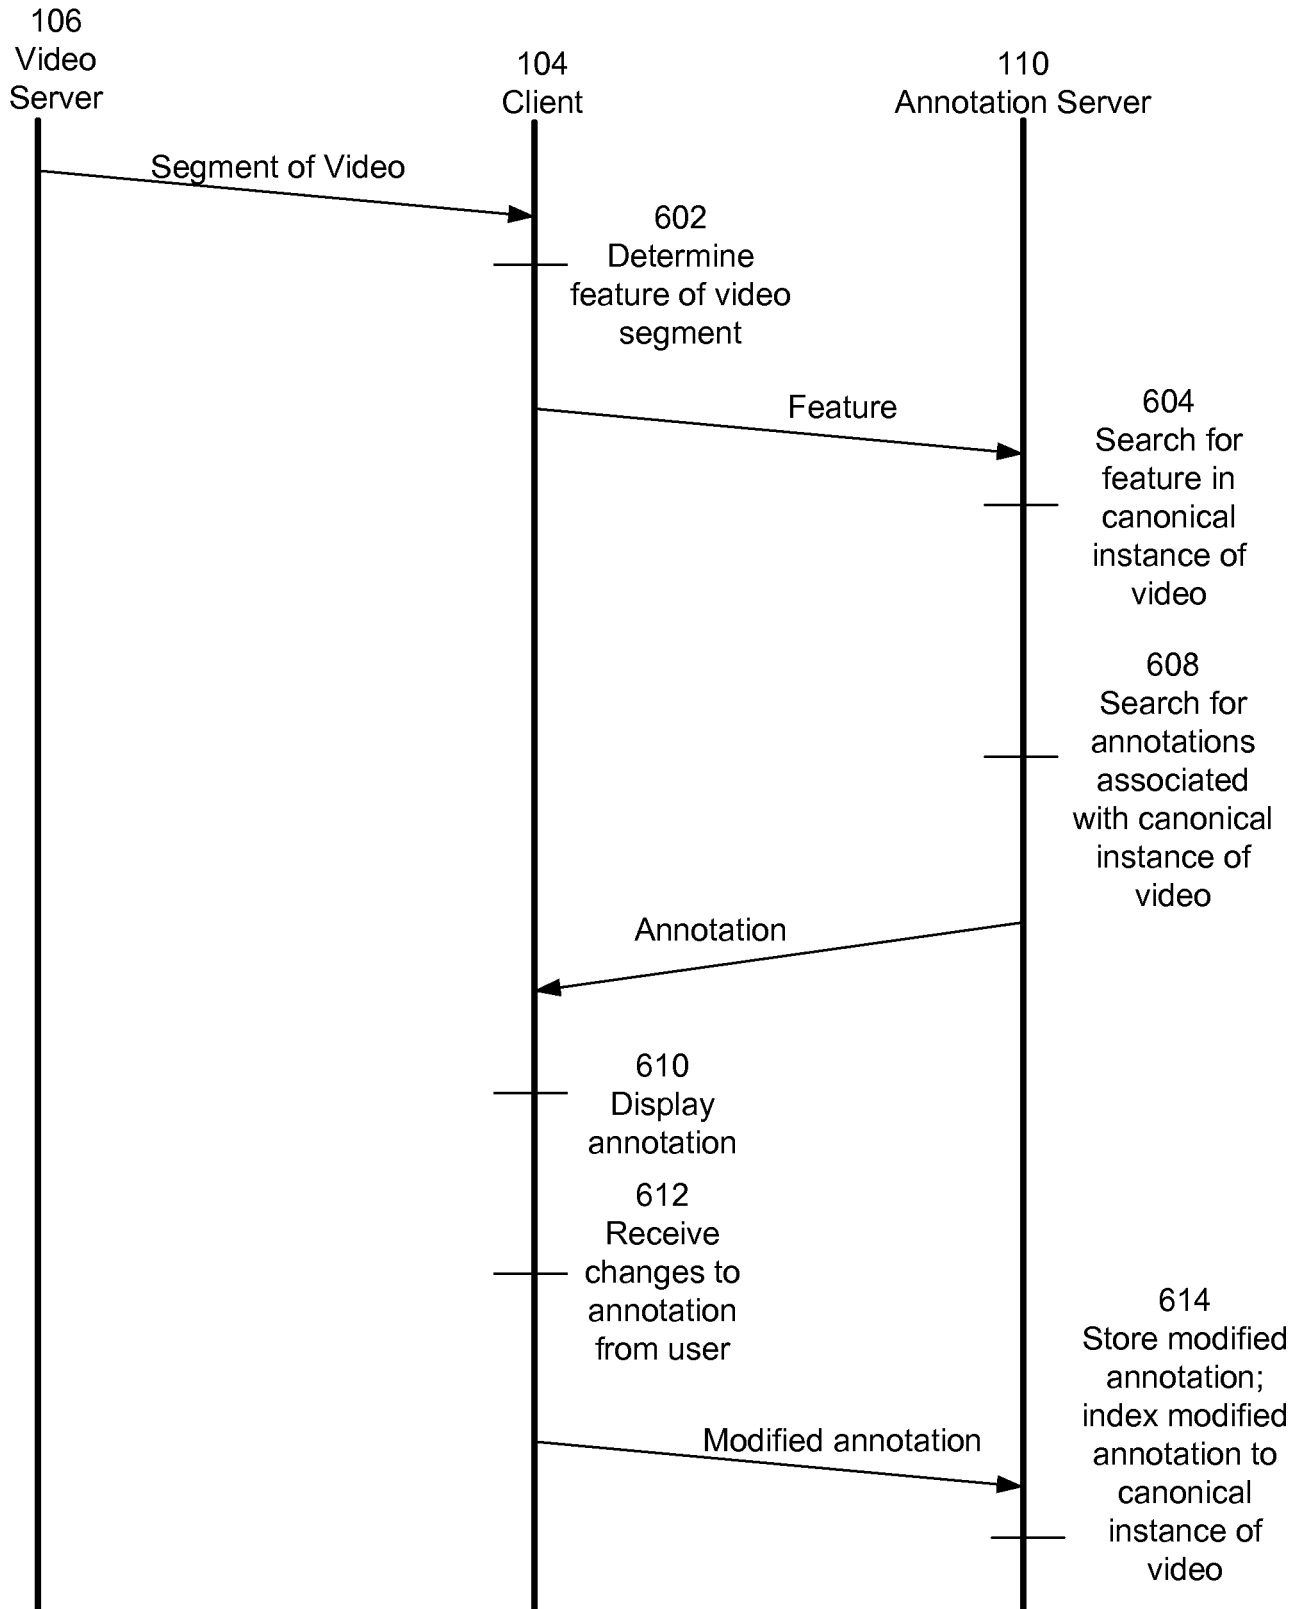 106
Video
Server
104
Client
110
Annotation Server
Segment of Video
602
Determine
feature of video
segment
Feature
604
Search for
feature in
canonical
instance of
video
608
Search for
annotations
associated
with canonical
instance of
video
Annotation
610
Display
annotation
612
Receive
changes to
annotation
from user
614
Store modified
annotation;
index modified
annotation to
canonical
instance of
video
Modified annotation